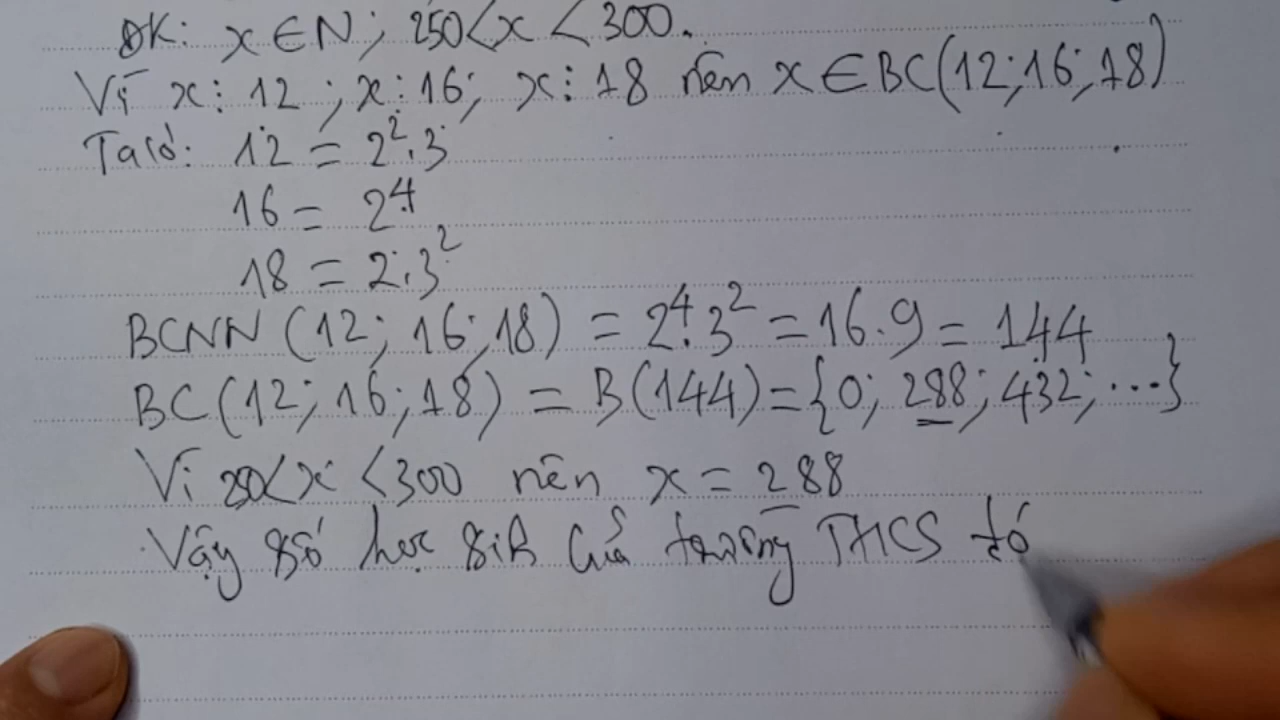 ĐK: x ∈ N; 250 < x < 300.
Vì x ⋮ 12; x ⋮ 16; x ⋮ 18 nên x ∈ BC(12; 16; 18)
Ta có: 12 = 2².3
16 = 2⁴
18 = 2.3²
BCNN (12; 16; 18) = 2⁴.3² = 16.9 = 144
BC(12; 16; 18) = B(144) = {0; 288; 432; ...}
Vì 250 < x < 300 nên x = 288
Vậy số học sinh của trường THCS đó